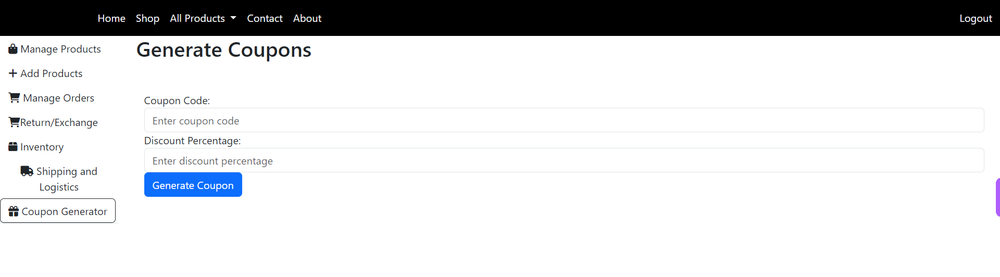 Home Shop All Products Contact About Logout
Manage Products
Add Products
Manage Orders
Return/Exchange
Inventory
Shipping and
Logistics
Coupon Generator
Generate Coupons
Coupon Code:
Enter coupon code
Discount Percentage:
Enter discount percentage
Generate Coupon